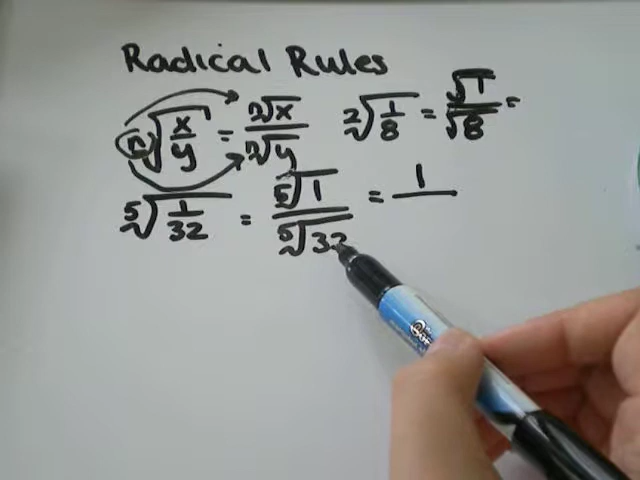 Radical Rules
ⁿ√(x/y) = ⁿ√x / ⁿ√y    ²√(1/8) = √1 / √8 =
⁵√(1/32) = ⁵√1 / ⁵√32 = 1 /